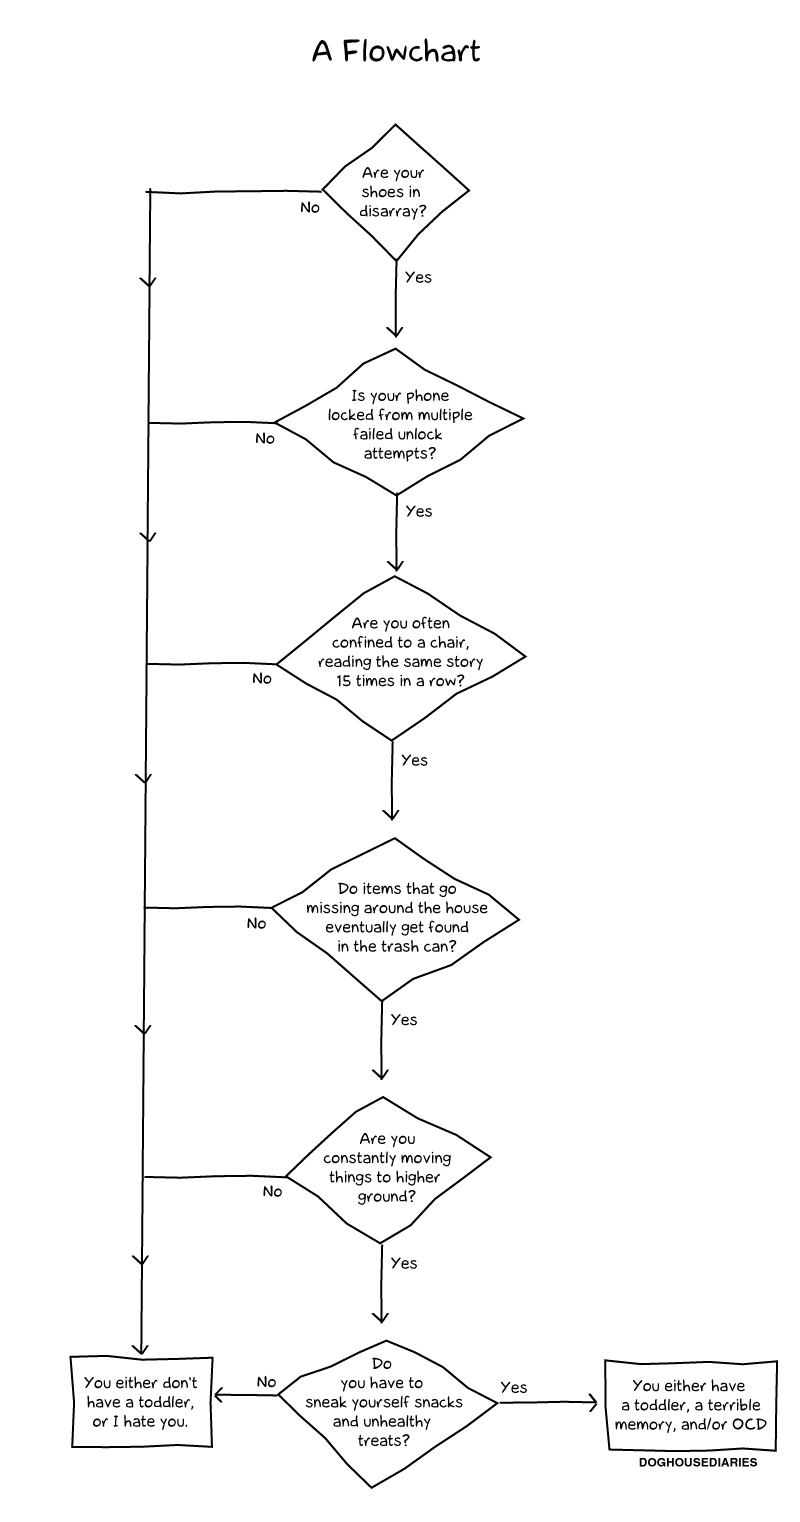 A Flowchart
Are your
shoes in
disarray?
No
Yes
Is your phone
locked from multiple
failed unlock
attempts?
No
Yes
Are you often
confined to a chair,
reading the same story
15 times in a row?
No
Yes
Do items that go
missing around the house
eventually get found
in the trash can?
No
Yes
Are you
constantly moving
things to higher
ground?
No
Yes
Do
you have to
sneak yourself snacks
and unhealthy
treats?
No
Yes
You either don't
have a toddler,
or I hate you.
You either have
a toddler, a terrible
memory, and/or OCD
DOGHOUSEDIARIES